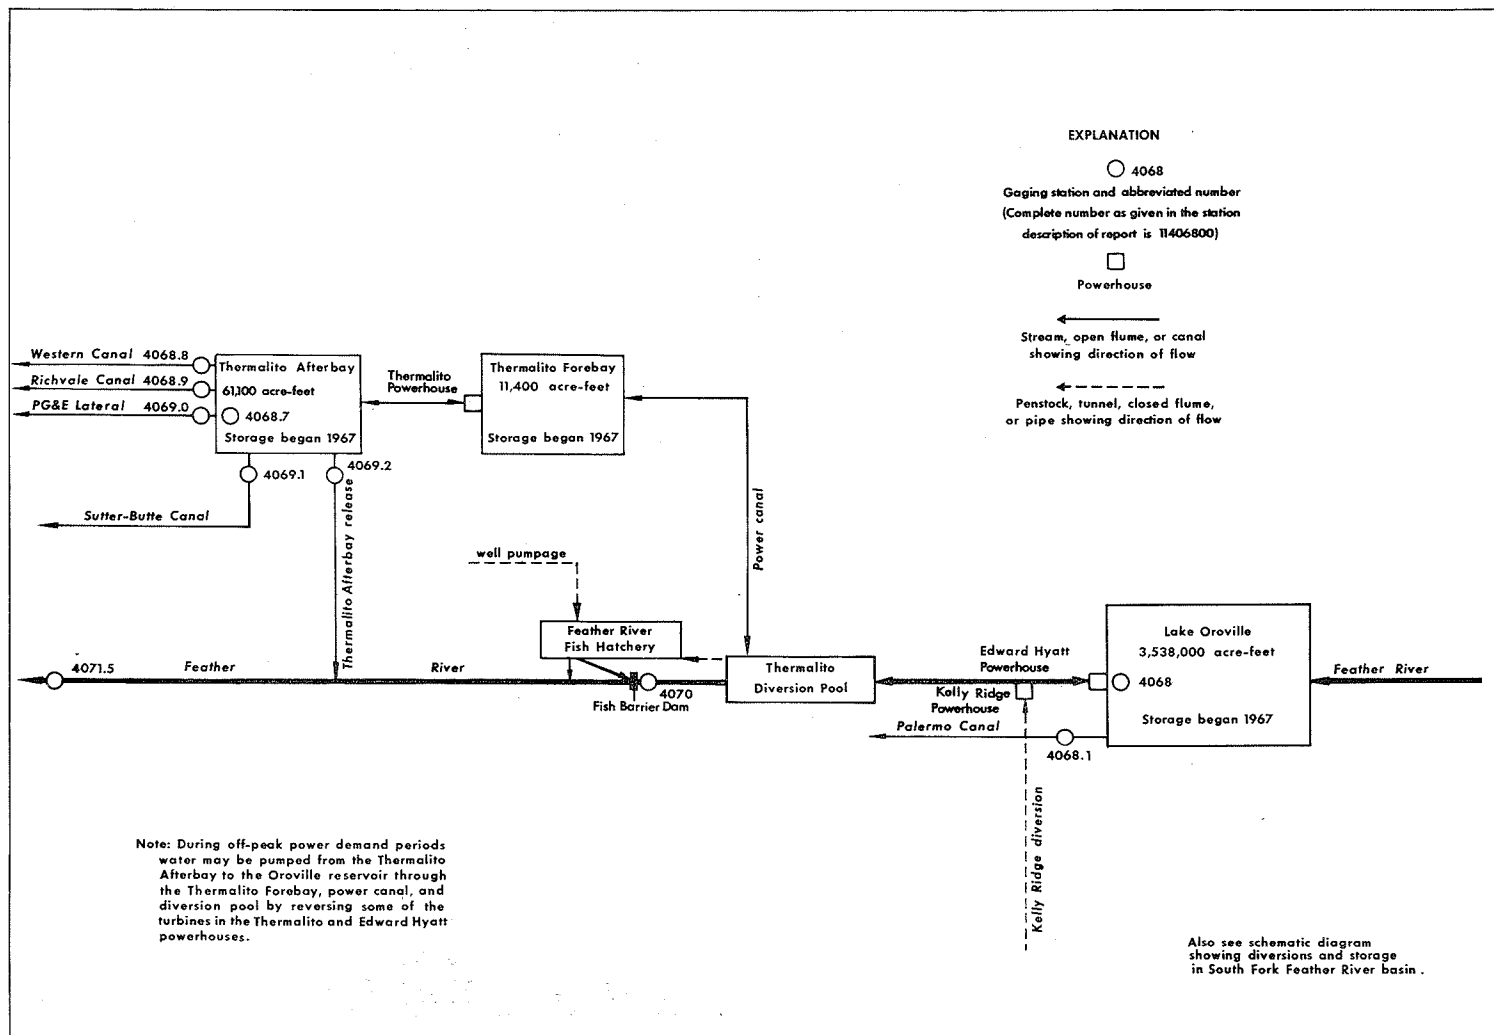 EXPLANATION
4068
Gaging station and abbreviated number
(Complete number as given in the station
description of report is 11406800)
Powerhouse
Stream, open flume, or canal
showing direction of flow
Penstock, tunnel, closed flume,
or pipe showing direction of flow
Western Canal 4068.8
Richvale Canal 4068.9
PG&E Lateral 4069.0
Thermalito Afterbay
61,100 acre-feet
4068.7
Storage began 1967
Thermalito
Powerhouse
Thermalito Forebay
11,400 acre-feet
Storage began 1967
4069.1
4069.2
Sutter-Butte Canal
Thermalito Afterbay release
well pumpage
Power canal
Feather River
Fish Hatchery
4071.5
Feather River
4070
Fish Barrier Dam
Thermalito
Diversion Pool
Edward Hyatt
Powerhouse
Kelly Ridge
Powerhouse
Palermo Canal
4068.1
Lake Oroville
3,538,000 acre-feet
4068
Storage began 1967
Feather River
Kelly Ridge diversion
Note: During off-peak power demand periods
water may be pumped from the Thermalito
Afterbay to the Oroville reservoir through
the Thermalito Forebay, power canal, and
diversion pool by reversing some of the
turbines in the Thermalito and Edward Hyatt
powerhouses.
Also see schematic diagram
showing diversions and storage
in South Fork Feather River basin .